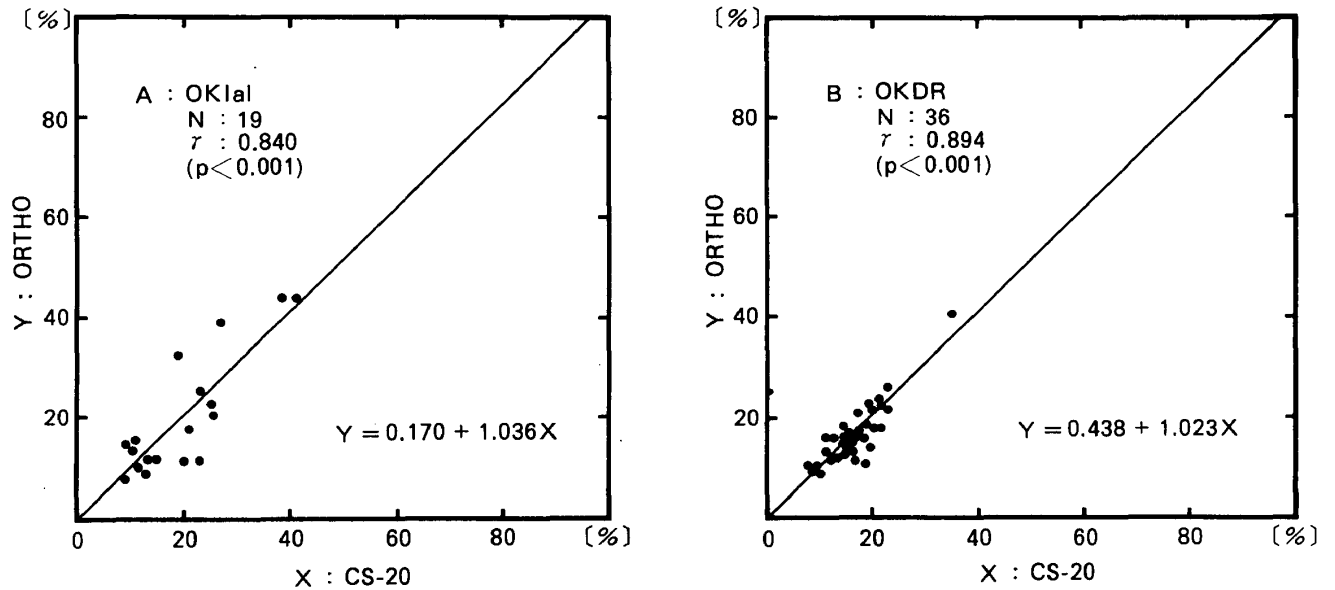 [%]
A : OKIal
N : 19
r : 0.840
(p<0.001)
80
60
40
20
Y : ORTHO
Y = 0.170 + 1.036X
0 20 40 60 80 [%]
X : CS-20
[%]
B : OKDR
N : 36
r : 0.894
(p<0.001)
80
60
40
20
Y : ORTHO
Y = 0.438 + 1.023X
0 20 40 60 80 [%]
X : CS-20